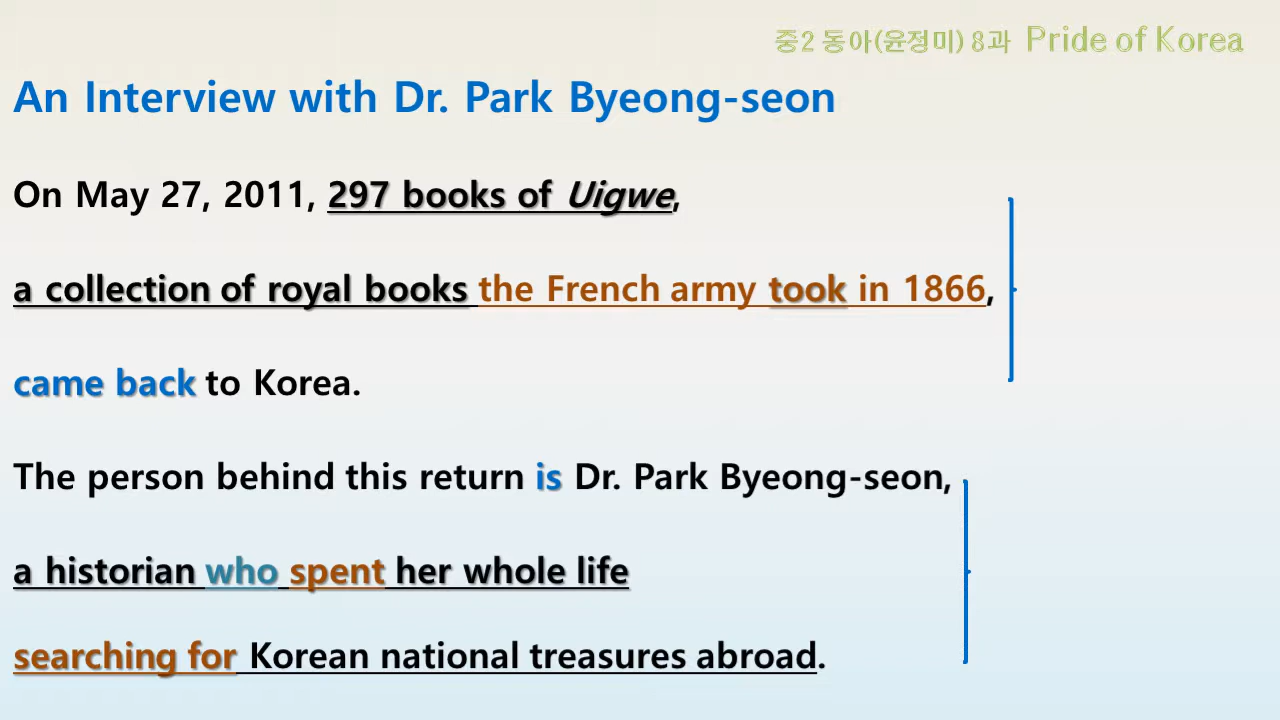 중2 동아(윤정미) 8과 Pride of Korea
An Interview with Dr. Park Byeong-seon
On May 27, 2011, 297 books of Uigwe,
a collection of royal books the French army took in 1866,
came back to Korea.
The person behind this return is Dr. Park Byeong-seon,
a historian who spent her whole life
searching for Korean national treasures abroad.